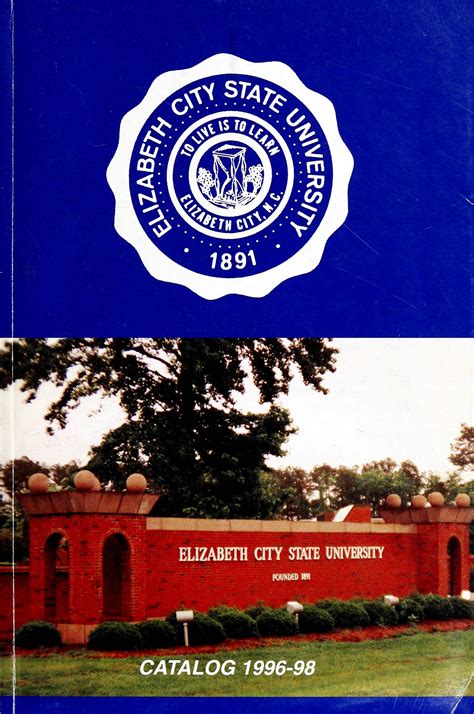 ELIZABETH CITY STATE UNIVERSITY
TO LIVE IS TO LEARN
ELIZABETH CITY, N.C.
· 1891 ·
ELIZABETH CITY STATE UNIVERSITY
FOUNDED 1891
CATALOG 1996-98